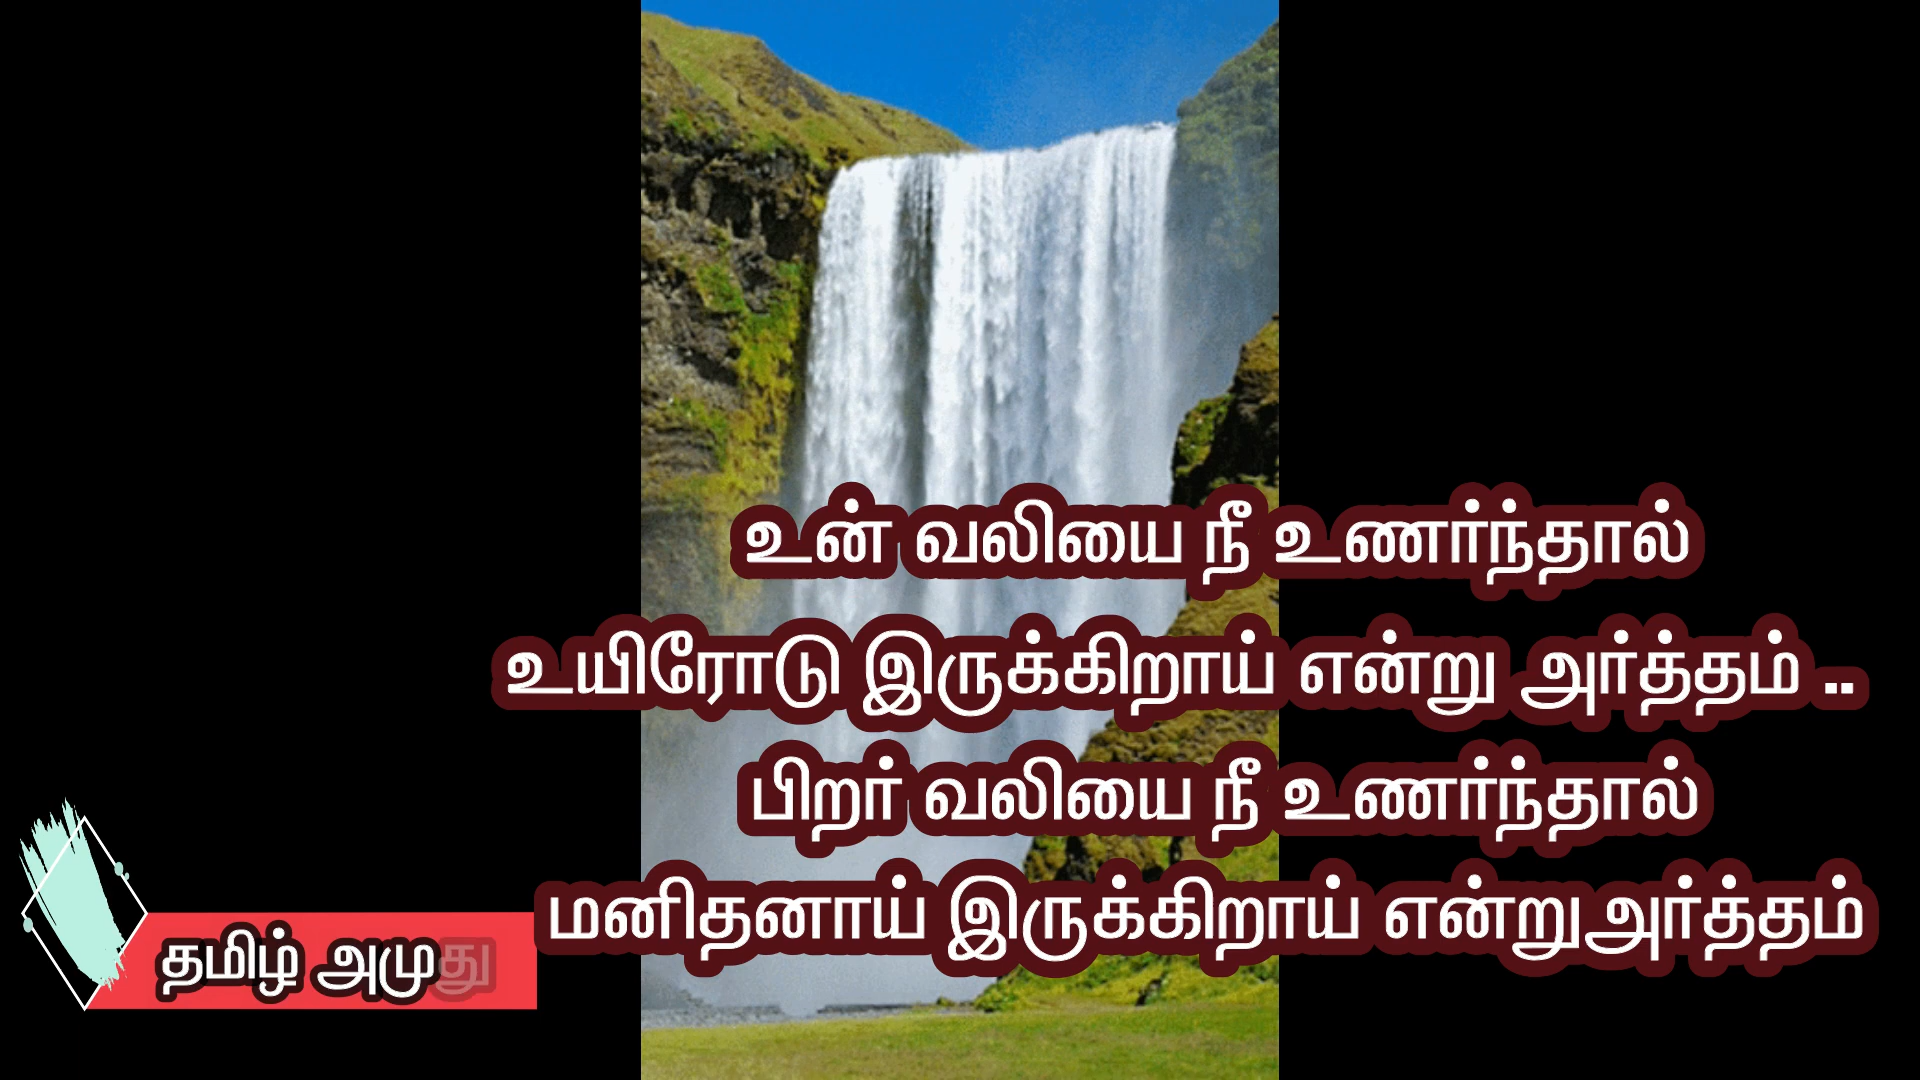 உன் வலியை நீ உணர்ந்தால்
உயிரோடு இருக்கிறாய் என்று அர்த்தம் ..
பிறர் வலியை நீ உணர்ந்தால்
மனிதனாய் இருக்கிறாய் என்றுஅர்த்தம்
தமிழ் அமுது